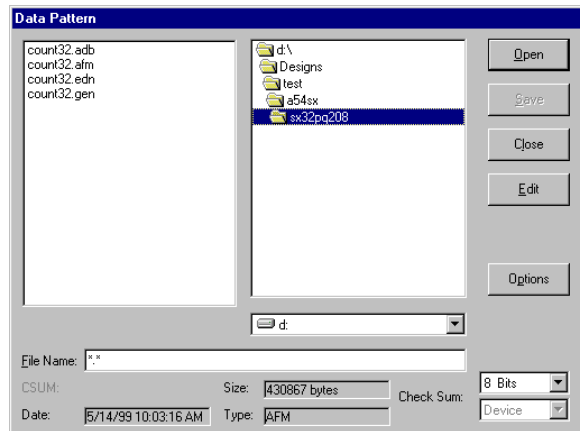 Data Pattern
count32.adb
count32.afm
count32.edn
count32.gen
d:\
Designs
test
a54sx
sx32pq208
Open
Save
Close
Edit
Options
d:
File Name: *.*
CSUM:
Size: 430867 bytes
Check Sum: 8 Bits
Date: 5/14/99 10:03:16 AM
Type: AFM
Device